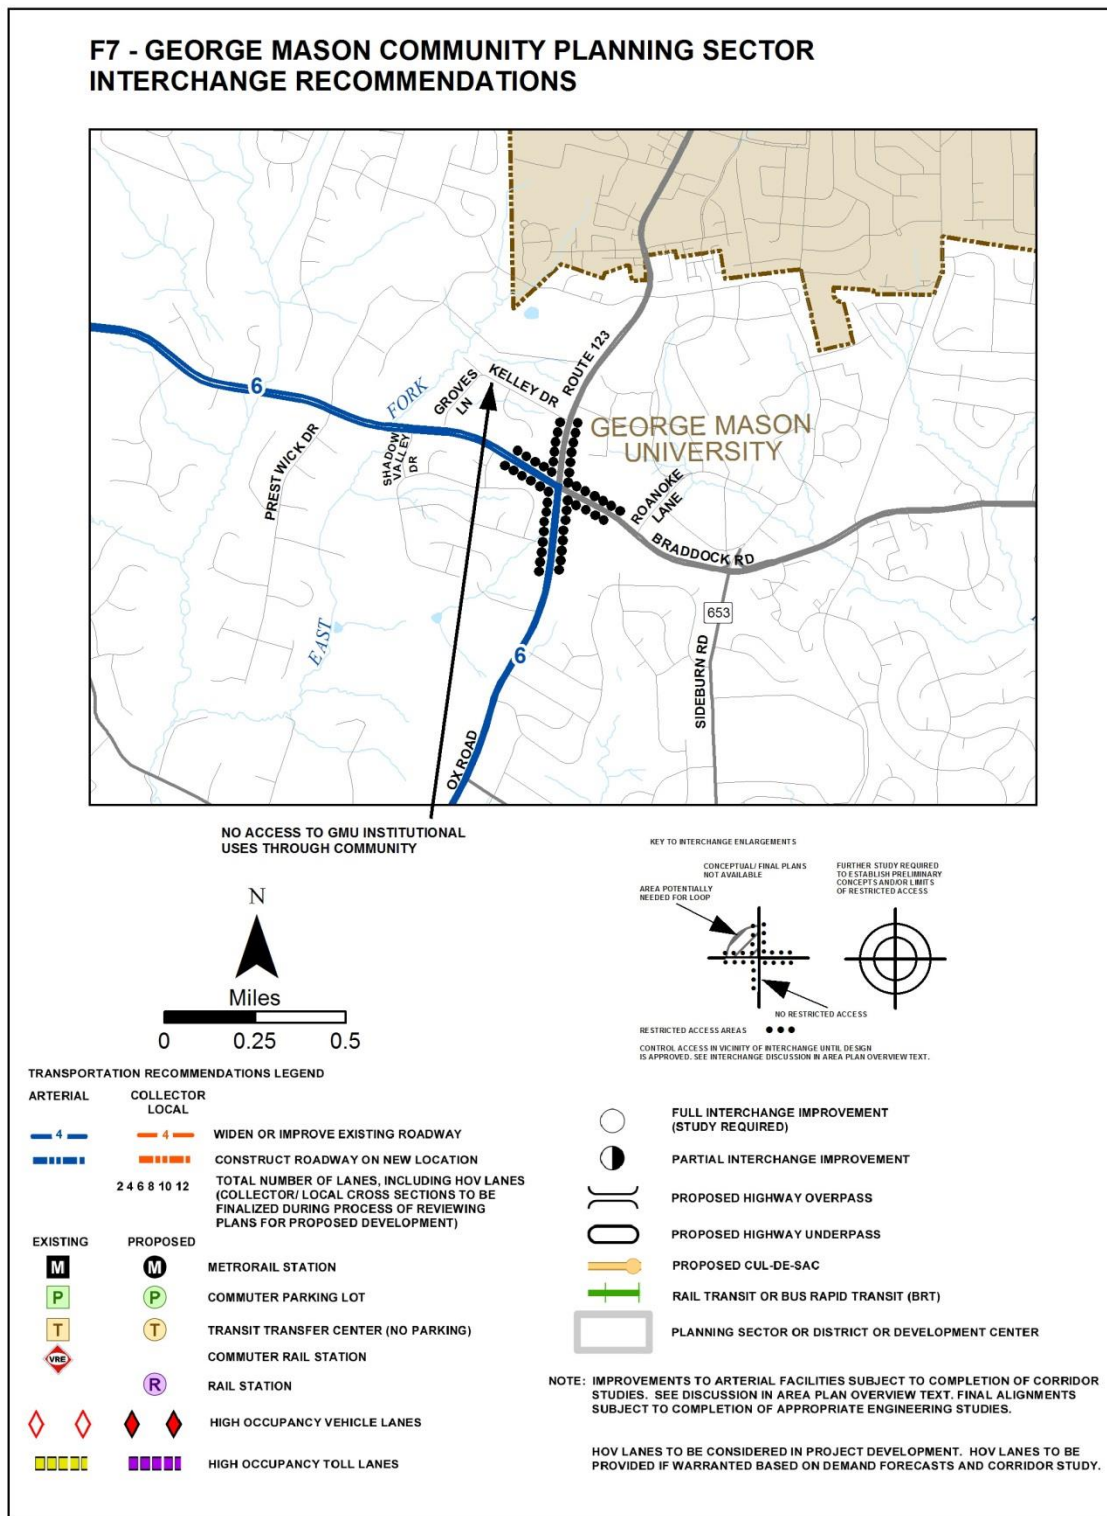 F7 - GEORGE MASON COMMUNITY PLANNING SECTOR
INTERCHANGE RECOMMENDATIONS
ROUTE 123
KELLEY DR
GROVES
LN
FORK
6
GEORGE MASON
UNIVERSITY
SHADOW
VALLEY
DR
PRESTWICK DR
ROANOKE
LANE
BRADDOCK RD
653
EAST
6
SIDEBURN RD
OX ROAD
NO ACCESS TO GMU INSTITUTIONAL
USES THROUGH COMMUNITY
N
Miles
0 0.25 0.5
KEY TO INTERCHANGE ENLARGEMENTS
CONCEPTUAL/ FINAL PLANS
NOT AVAILABLE
AREA POTENTIALLY
NEEDED FOR LOOP
FURTHER STUDY REQUIRED
TO ESTABLISH PRELIMINARY
CONCEPTS AND/OR LIMITS
OF RESTRICTED ACCESS
NO RESTRICTED ACCESS
RESTRICTED ACCESS AREAS
CONTROL ACCESS IN VICINITY OF INTERCHANGE UNTIL DESIGN
IS APPROVED. SEE INTERCHANGE DISCUSSION IN AREA PLAN OVERVIEW TEXT.
TRANSPORTATION RECOMMENDATIONS LEGEND
ARTERIAL
COLLECTOR
LOCAL
4 4 WIDEN OR IMPROVE EXISTING ROADWAY
CONSTRUCT ROADWAY ON NEW LOCATION
2 4 6 8 10 12 TOTAL NUMBER OF LANES, INCLUDING HOV LANES
(COLLECTOR/ LOCAL CROSS SECTIONS TO BE
FINALIZED DURING PROCESS OF REVIEWING
PLANS FOR PROPOSED DEVELOPMENT)
EXISTING PROPOSED
M M METRORAIL STATION
P P COMMUTER PARKING LOT
T T TRANSIT TRANSFER CENTER (NO PARKING)
VRE COMMUTER RAIL STATION
R RAIL STATION
HIGH OCCUPANCY VEHICLE LANES
HIGH OCCUPANCY TOLL LANES
FULL INTERCHANGE IMPROVEMENT
(STUDY REQUIRED)
PARTIAL INTERCHANGE IMPROVEMENT
PROPOSED HIGHWAY OVERPASS
PROPOSED HIGHWAY UNDERPASS
PROPOSED CUL-DE-SAC
RAIL TRANSIT OR BUS RAPID TRANSIT (BRT)
PLANNING SECTOR OR DISTRICT OR DEVELOPMENT CENTER
NOTE: IMPROVEMENTS TO ARTERIAL FACILITIES SUBJECT TO COMPLETION OF CORRIDOR
STUDIES. SEE DISCUSSION IN AREA PLAN OVERVIEW TEXT. FINAL ALIGNMENTS
SUBJECT TO COMPLETION OF APPROPRIATE ENGINEERING STUDIES.
HOV LANES TO BE CONSIDERED IN PROJECT DEVELOPMENT. HOV LANES TO BE
PROVIDED IF WARRANTED BASED ON DEMAND FORECASTS AND CORRIDOR STUDY.